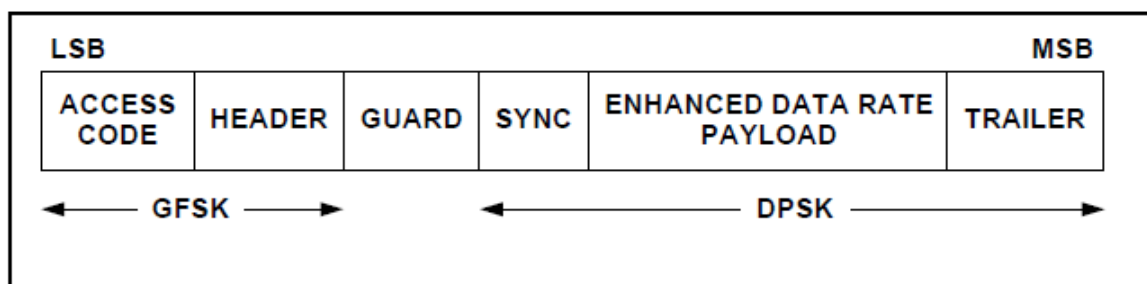 LSB MSB
ACCESS CODE
HEADER
GUARD
SYNC
ENHANCED DATA RATE
PAYLOAD
TRAILER
GFSK
DPSK